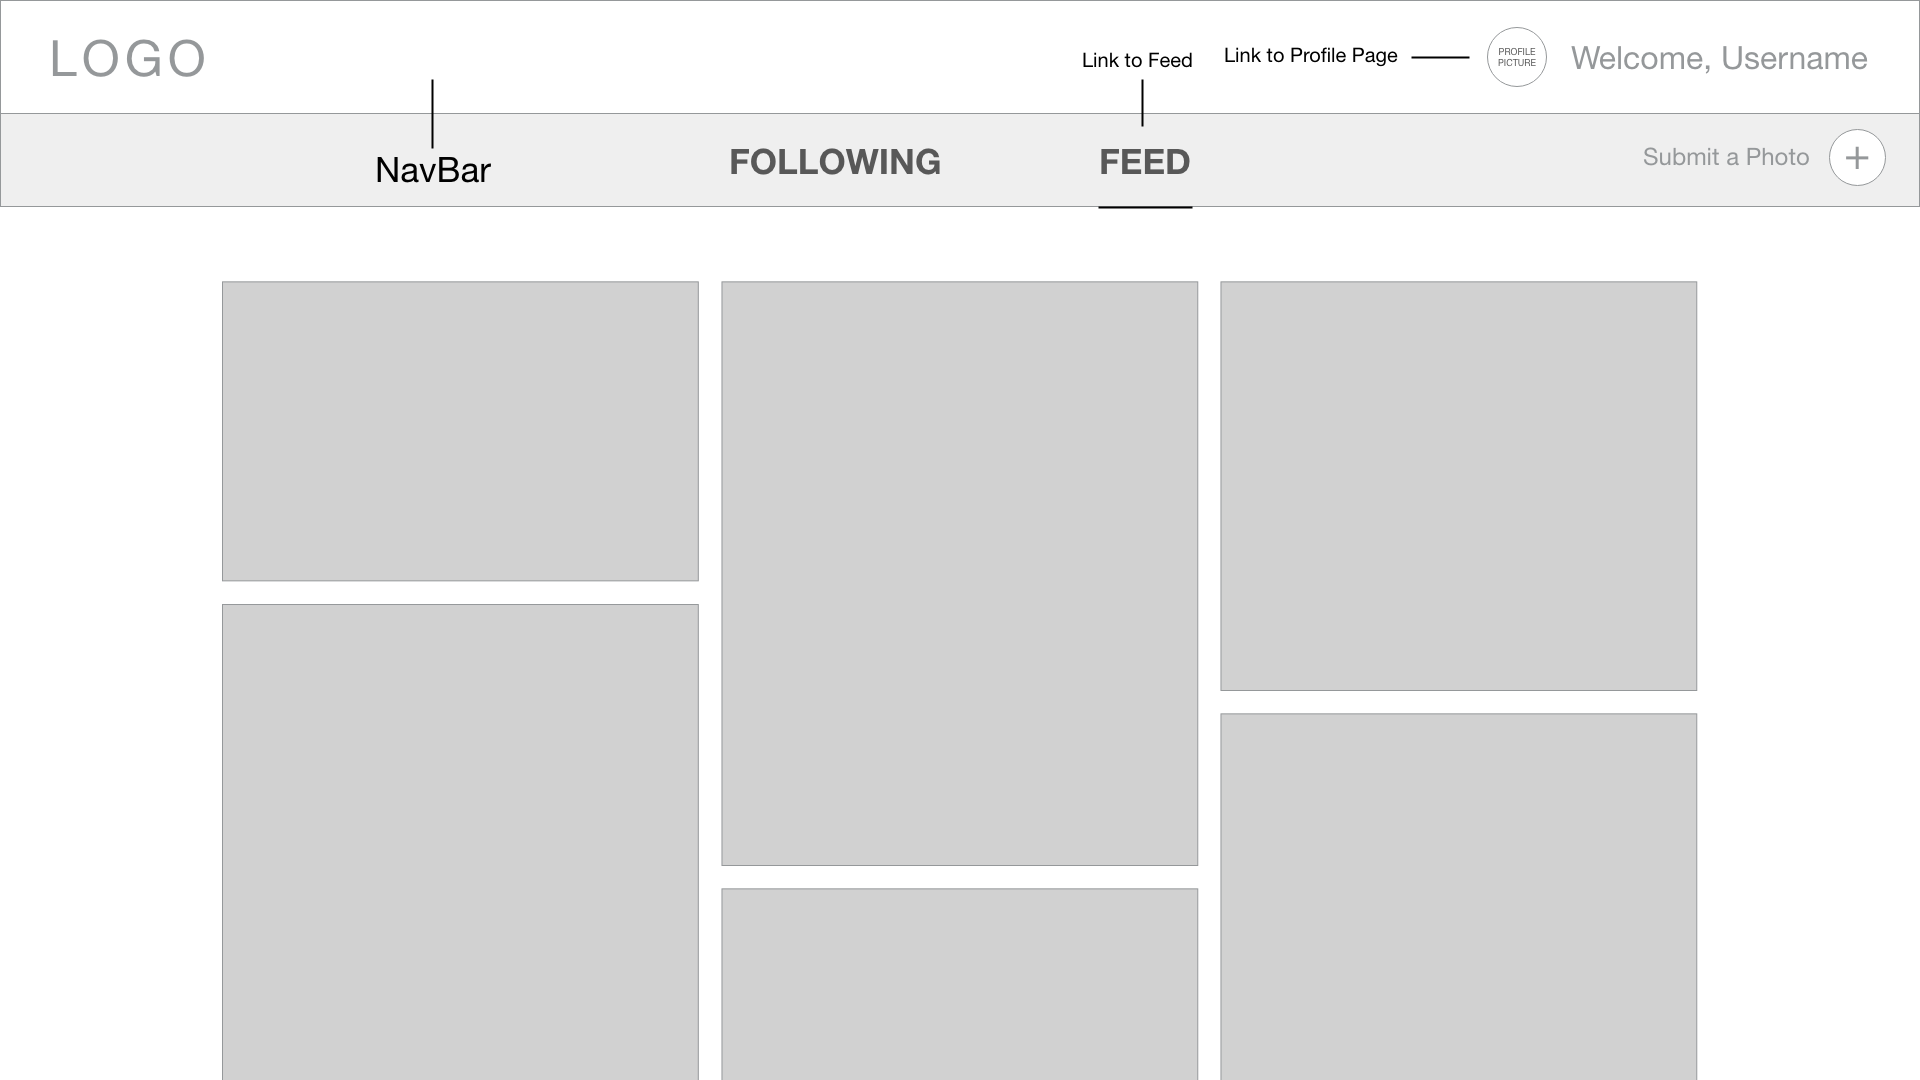 LOGO
Link to Feed
Link to Profile Page
PROFILE
PICTURE
Welcome, Username
NavBar
FOLLOWING
FEED
Submit a Photo
+